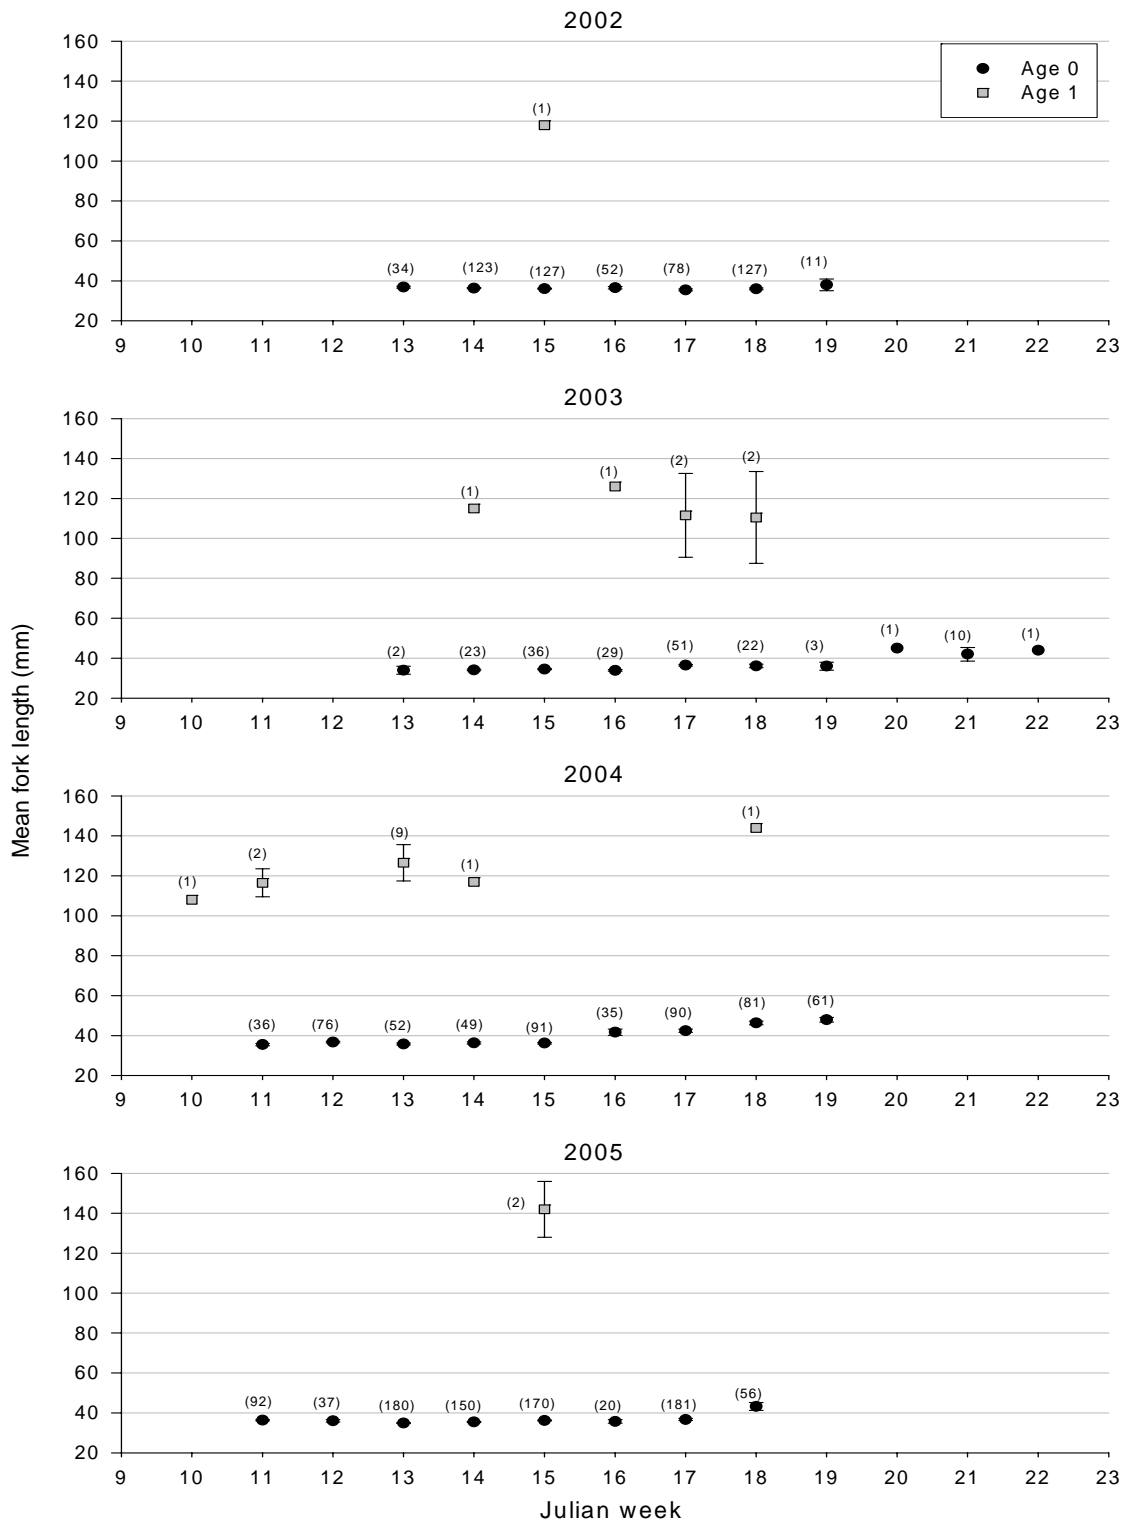 2002
160
140
120
100
80
60
40
20
Age 0
Age 1
(1)
(34) (123) (127) (52) (78) (127) (11)
9 10 11 12 13 14 15 16 17 18 19 20 21 22 23
2003
160
140
120
100
80
60
40
20
(1) (1) (2) (2)
(2) (23) (36) (29) (51) (22) (3) (1) (10) (1)
9 10 11 12 13 14 15 16 17 18 19 20 21 22 23
Mean fork length (mm)
2004
160
140
120
100
80
60
40
20
(1) (2) (9) (1) (1)
(36) (76) (52) (49) (91) (35) (90) (81) (61)
9 10 11 12 13 14 15 16 17 18 19 20 21 22 23
2005
160
140
120
100
80
60
40
20
(2)
(92) (37) (180) (150) (170) (20) (181) (56)
9 10 11 12 13 14 15 16 17 18 19 20 21 22 23
Julian week